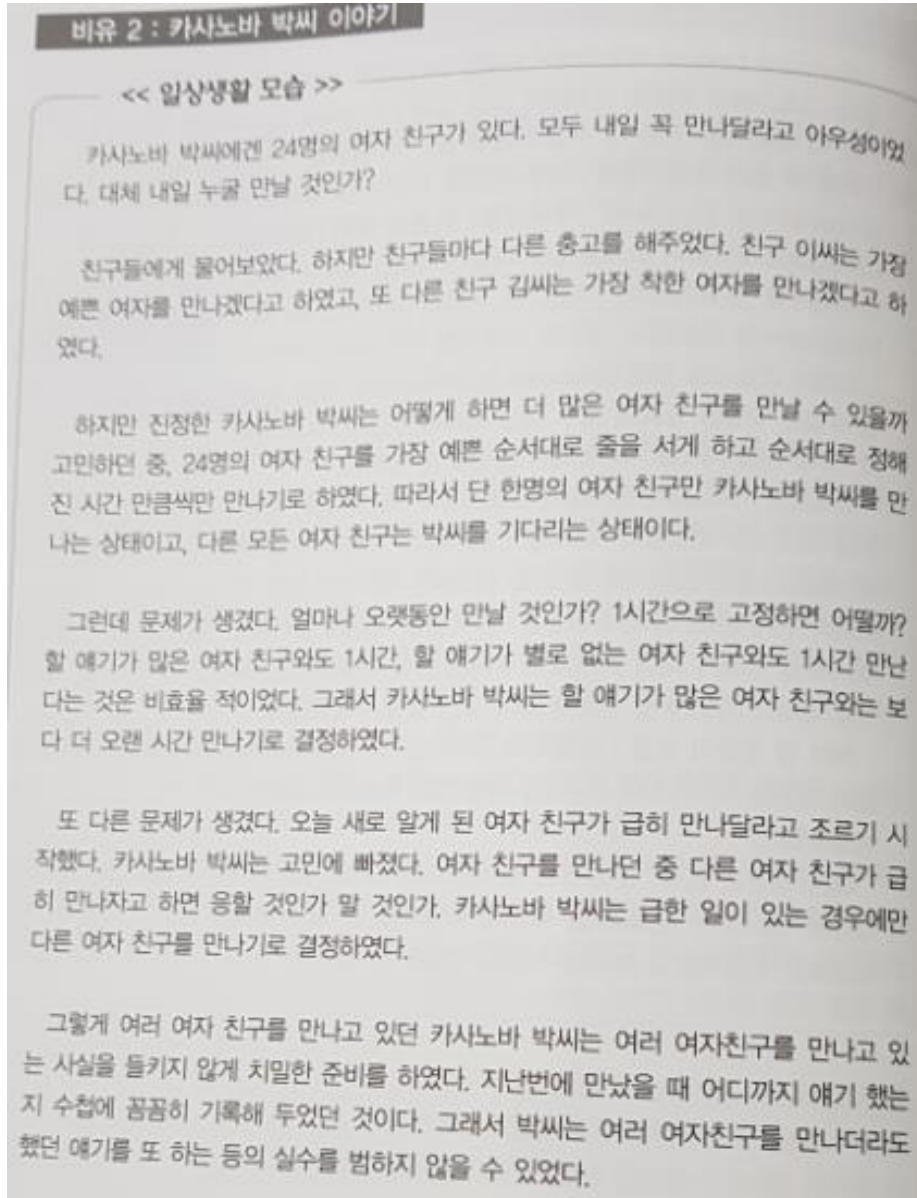 비유 2 : 카사노바 박씨 이야기
<< 일상생활 모습 >>
카사노바 박씨에겐 24명의 여자 친구가 있다. 모두 내일 꼭 만나달라고 아우성이었
다. 대체 내일 누굴 만날 것인가?
친구들에게 물어보았다. 하지만 친구들마다 다른 충고를 해주었다. 친구 이씨는 가장
예쁜 여자를 만나겠다고 하였고, 또 다른 친구 김씨는 가장 착한 여자를 만나겠다고 하
였다.
하지만 진정한 카사노바 박씨는 어떻게 하면 더 많은 여자 친구를 만날 수 있을까
고민하던 중, 24명의 여자 친구를 가장 예쁜 순서대로 줄을 서게 하고 순서대로 정해
진 시간 만큼씩만 만나기로 하였다. 따라서 단 한명의 여자 친구만 카사노바 박씨를 만
나는 상태이고, 다른 모든 여자 친구는 박씨를 기다리는 상태이다.
그런데 문제가 생겼다. 얼마나 오랫동안 만날 것인가? 1시간으로 고정하면 어떨까?
할 얘기가 많은 여자 친구와도 1시간, 할 얘기가 별로 없는 여자 친구와도 1시간 만난
다는 것은 비효율 적이었다. 그래서 카사노바 박씨는 할 얘기가 많은 여자 친구와는 보
다 더 오랜 시간 만나기로 결정하였다.
또 다른 문제가 생겼다. 오늘 새로 알게 된 여자 친구가 급히 만나달라고 조르기 시
작했다. 카사노바 박씨는 고민에 빠졌다. 여자 친구를 만나던 중 다른 여자 친구가 급
히 만나자고 하면 응할 것인가 말 것인가. 카사노바 박씨는 급한 일이 있는 경우에만
다른 여자 친구를 만나기로 결정하였다.
그렇게 여러 여자 친구를 만나고 있던 카사노바 박씨는 여러 여자친구를 만나고 있
는 사실을 들키지 않게 치밀한 준비를 하였다. 지난번에 만났을 때 어디까지 얘기 했는
지 수첩에 꼼꼼히 기록해 두었던 것이다. 그래서 박씨는 여러 여자친구를 만나더라도
했던 얘기를 또 하는 등의 실수를 범하지 않을 수 있었다.